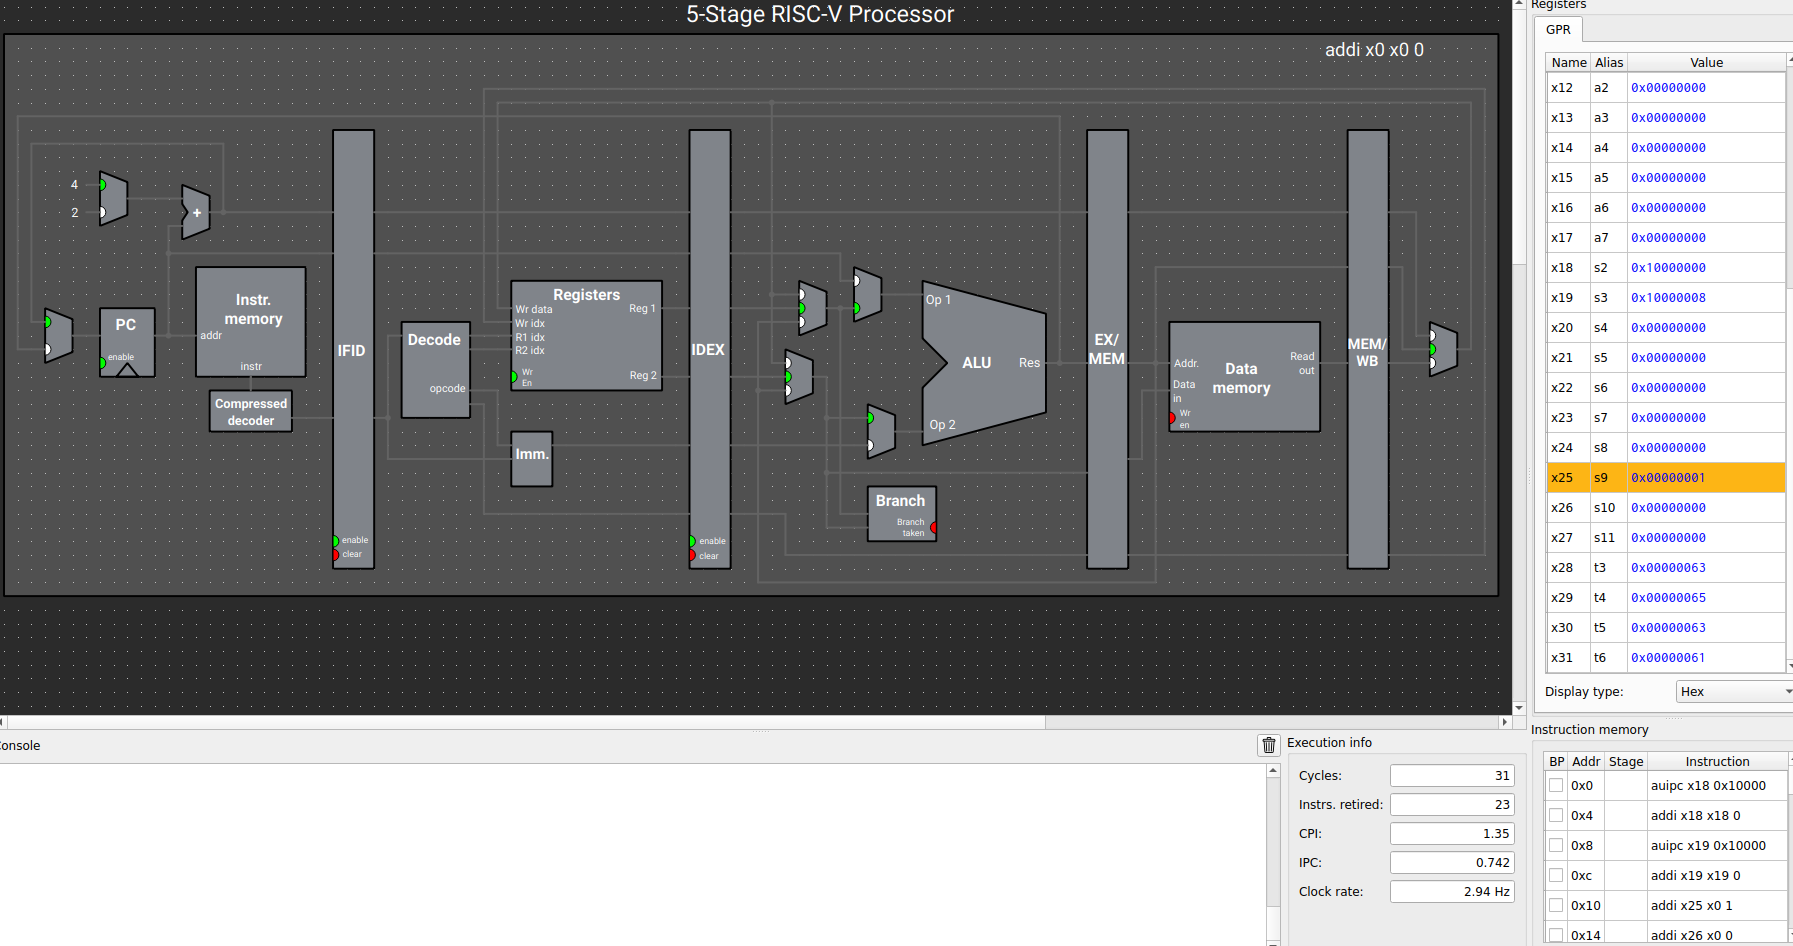 5-Stage RISC-V Processor
addi x0 x0 0
4
2
+
PC
enable
Instr.
memory
addr
instr
Compressed
decoder
IFID
enable
clear
Decode
opcode
Registers
Wr data
Wr idx
R1 idx
R2 idx
Wr
En
Reg 1
Reg 2
Imm.
IDEX
enable
clear
Op 1
Op 2
ALU
Res
Branch
Branch
taken
EX/
MEM
Addr.
Data
in
Wr
en
Data
memory
Read
out
MEM/
WB
Registers
GPR
Name Alias Value
x12 a2 0x00000000
x13 a3 0x00000000
x14 a4 0x00000000
x15 a5 0x00000000
x16 a6 0x00000000
x17 a7 0x00000000
x18 s2 0x10000000
x19 s3 0x10000008
x20 s4 0x00000000
x21 s5 0x00000000
x22 s6 0x00000000
x23 s7 0x00000000
x24 s8 0x00000000
x25 s9 0x00000001
x26 s10 0x00000000
x27 s11 0x00000000
x28 t3 0x00000063
x29 t4 0x00000065
x30 t5 0x00000063
x31 t6 0x00000061
Display type: Hex
onsole
Execution info
Cycles: 31
Instrs. retired: 23
CPI: 1.35
IPC: 0.742
Clock rate: 2.94 Hz
Instruction memory
BP Addr Stage Instruction
0x0 auipc x18 0x10000
0x4 addi x18 x18 0
0x8 auipc x19 0x10000
0xc addi x19 x19 0
0x10 addi x25 x0 1
0x14 addi x26 x0 0